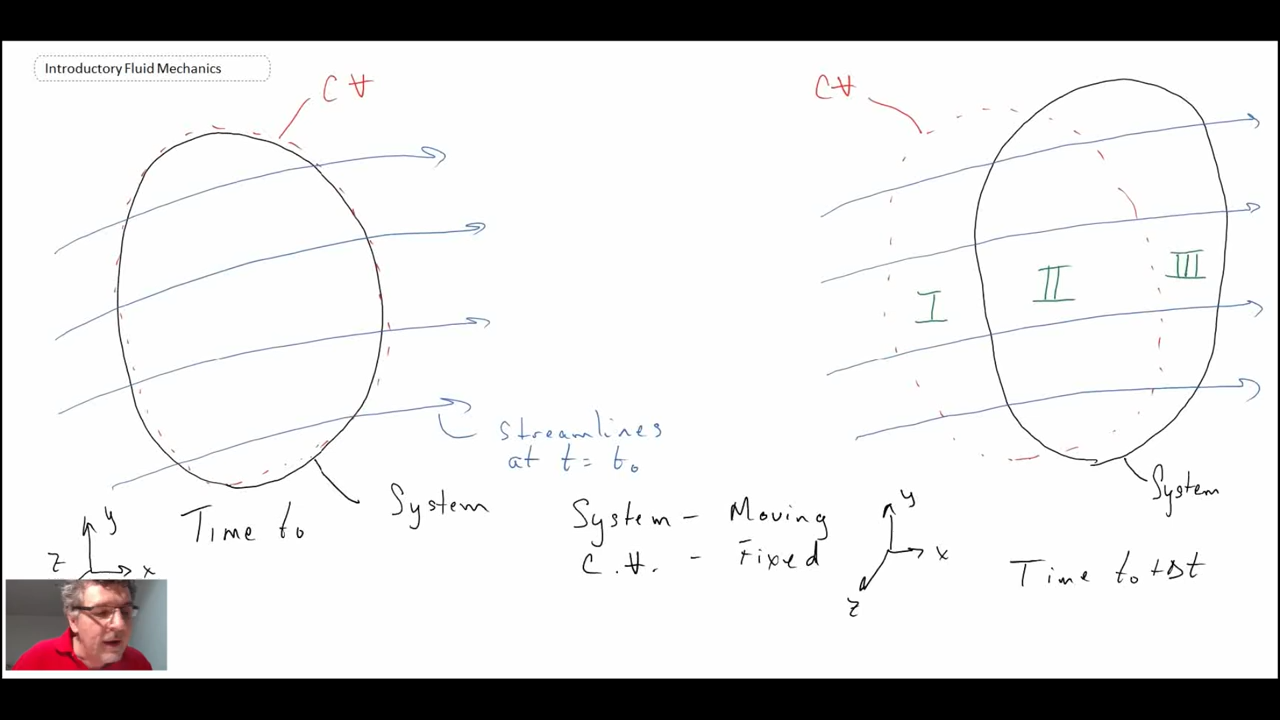 Introductory Fluid Mechanics
C∀
C∀
I
II
III
streamlines
at t = t₀
System
System
Time t₀
System – Moving
C.∀. – Fixed
y
x
z
y
x
z
Time t₀+Δt